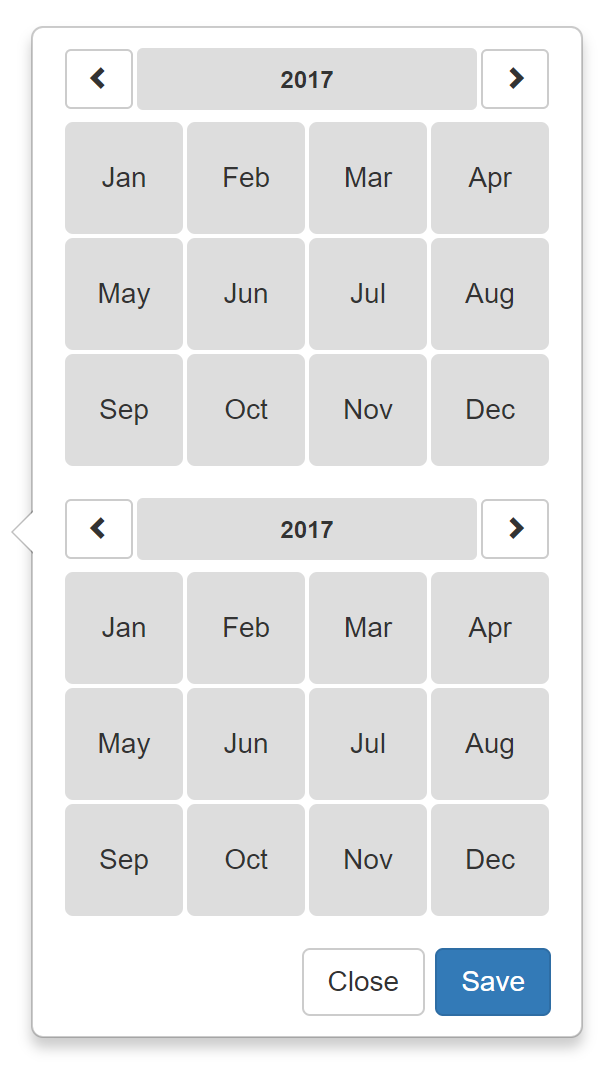 2017
Jan Feb Mar Apr
May Jun Jul Aug
Sep Oct Nov Dec
2017
Jan Feb Mar Apr
May Jun Jul Aug
Sep Oct Nov Dec
Close Save